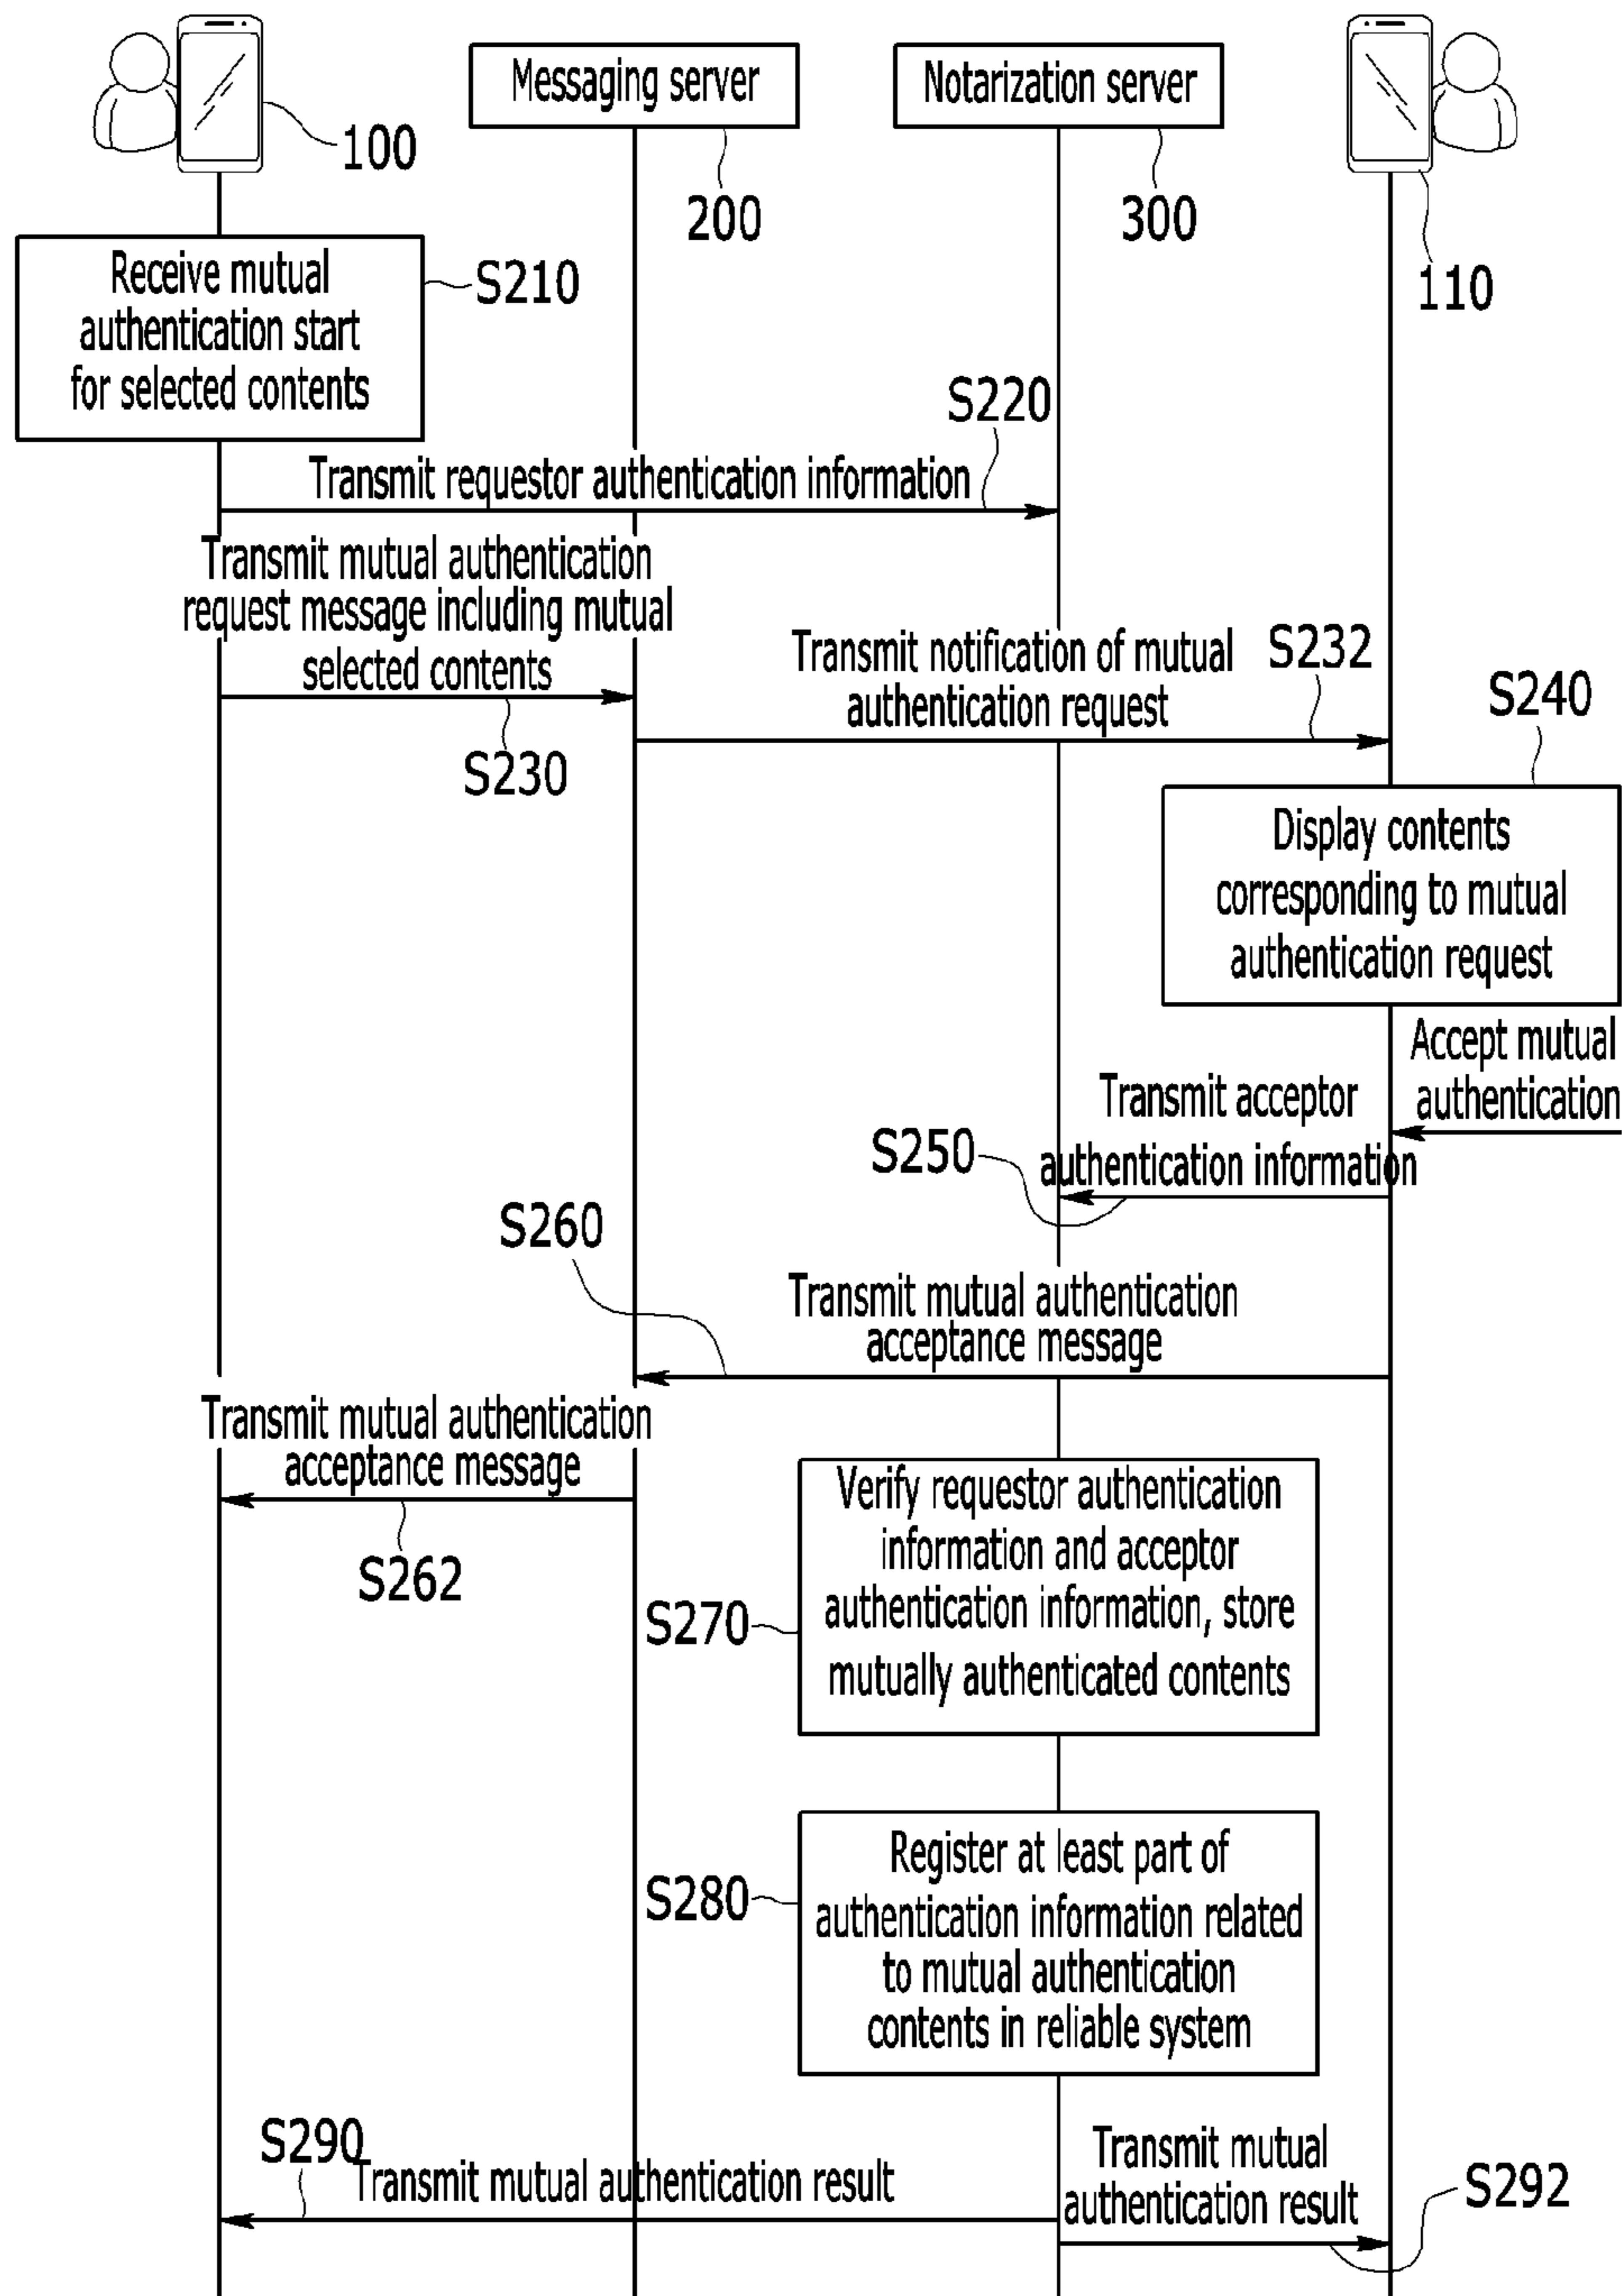 Messaging server
Notarization server
100
200
300
110
Receive mutual
authentication start
for selected contents
S210
S220
Transmit requestor authentication information
Transmit mutual authentication
request message including mutual
selected contents
S230
Transmit notification of mutual
authentication request
S232
S240
Display contents
corresponding to mutual
authentication request
Accept mutual
authentication
Transmit acceptor
authentication information
S250
S260
Transmit mutual authentication
acceptance message
Transmit mutual authentication
acceptance message
S262
Verify requestor authentication
information and acceptor
authentication information, store
mutually authenticated contents
S270
Register at least part of
authentication information related
to mutual authentication
contents in reliable system
S280
S290
Transmit mutual authentication result
Transmit mutual
authentication result
S292